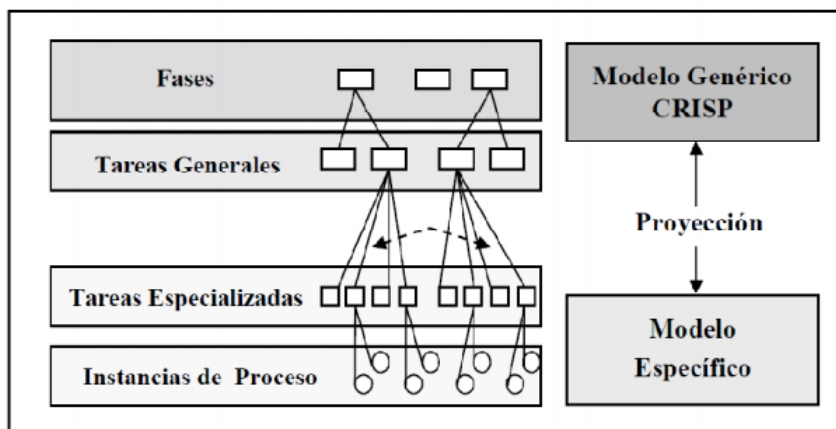 Fases
Tareas Generales
Tareas Especializadas
Instancias de Proceso
Modelo Genérico
CRISP
Proyección
Modelo
Específico